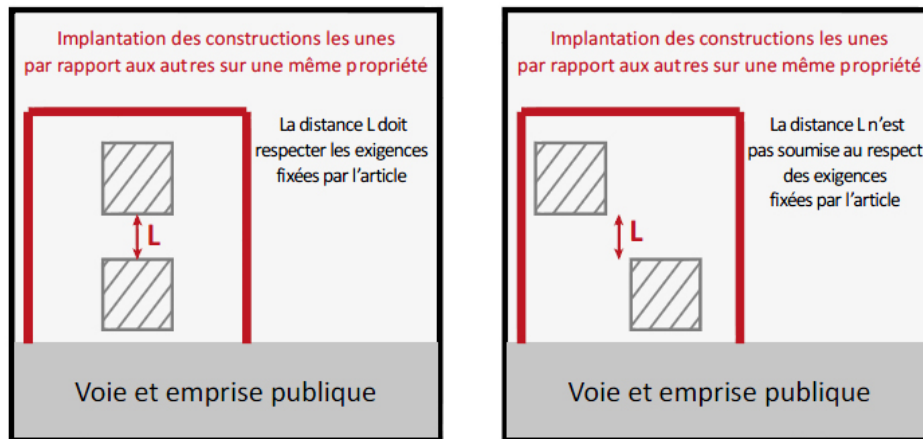 Implantation des constructions les unes
par rapport aux autres sur une même propriété
La distance L doit
respecter les exigences
fixées par l'article
L
Voie et emprise publique
Implantation des constructions les unes
par rapport aux autres sur une même propriété
La distance L n'est
pas soumise au respect
des exigences
fixées par l'article
L
Voie et emprise publique